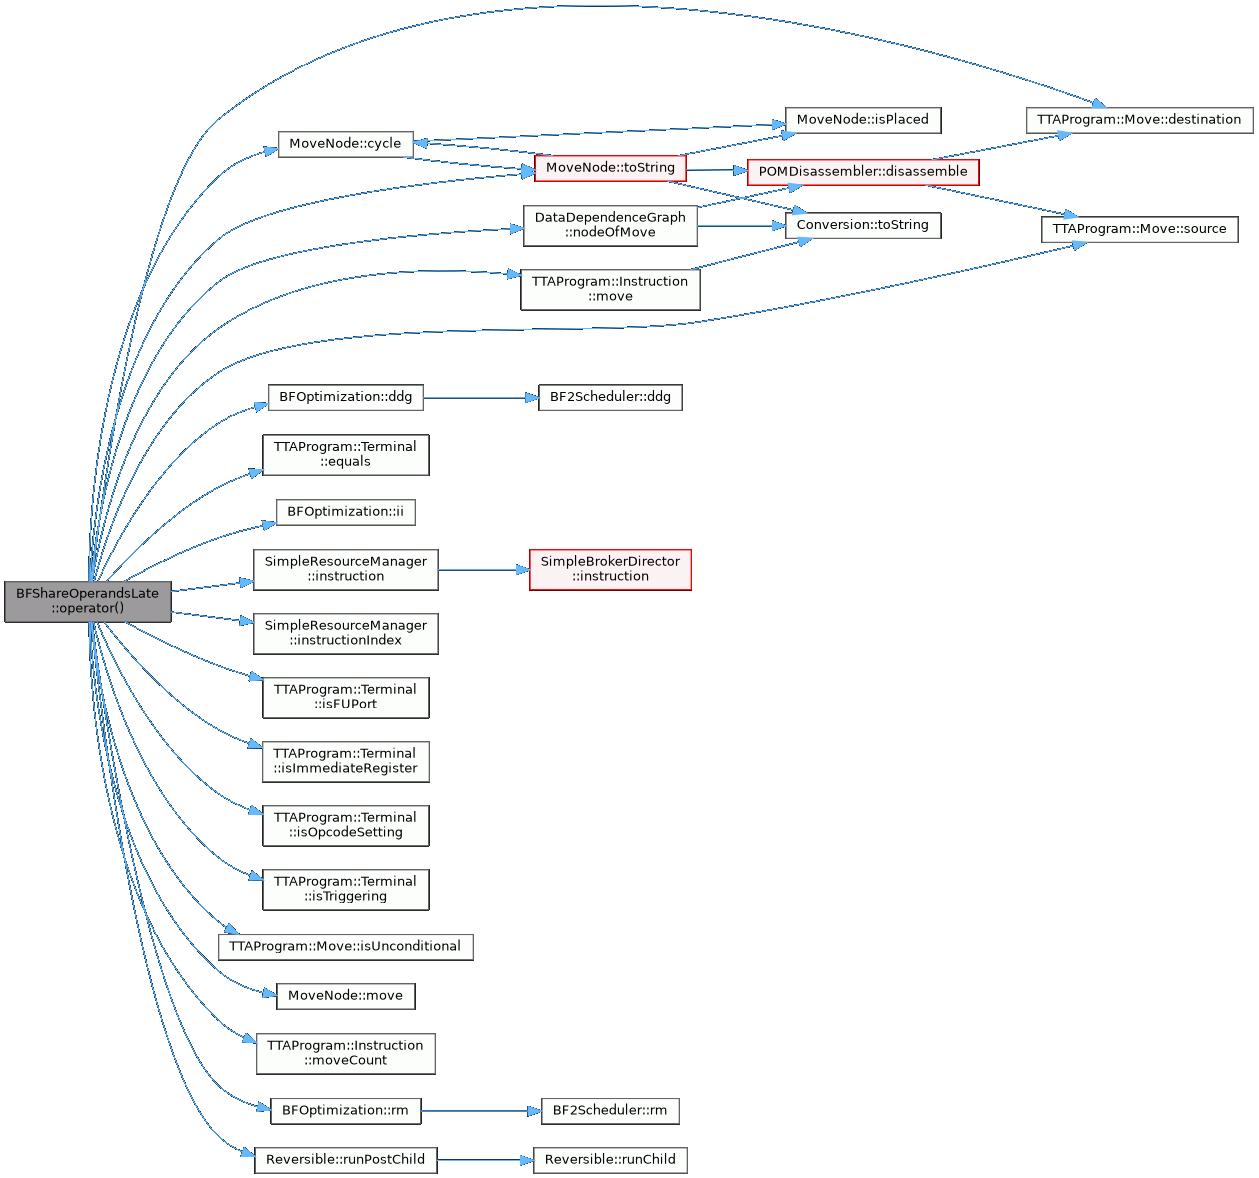 BFShareOperandsLate
::operator()
MoveNode::cycle
MoveNode::isPlaced
TTAProgram::Move::destination
MoveNode::toString
POMDisassembler::disassemble
DataDependenceGraph
::nodeOfMove
Conversion::toString
TTAProgram::Move::source
TTAProgram::Instruction
::move
BFOptimization::ddg
BF2Scheduler::ddg
TTAProgram::Terminal
::equals
BFOptimization::ii
SimpleResourceManager
::instruction
SimpleBrokerDirector
::instruction
SimpleResourceManager
::instructionIndex
TTAProgram::Terminal
::isFUPort
TTAProgram::Terminal
::isImmediateRegister
TTAProgram::Terminal
::isOpcodeSetting
TTAProgram::Terminal
::isTriggering
TTAProgram::Move::isUnconditional
MoveNode::move
TTAProgram::Instruction
::moveCount
BFOptimization::rm
BF2Scheduler::rm
Reversible::runPostChild
Reversible::runChild